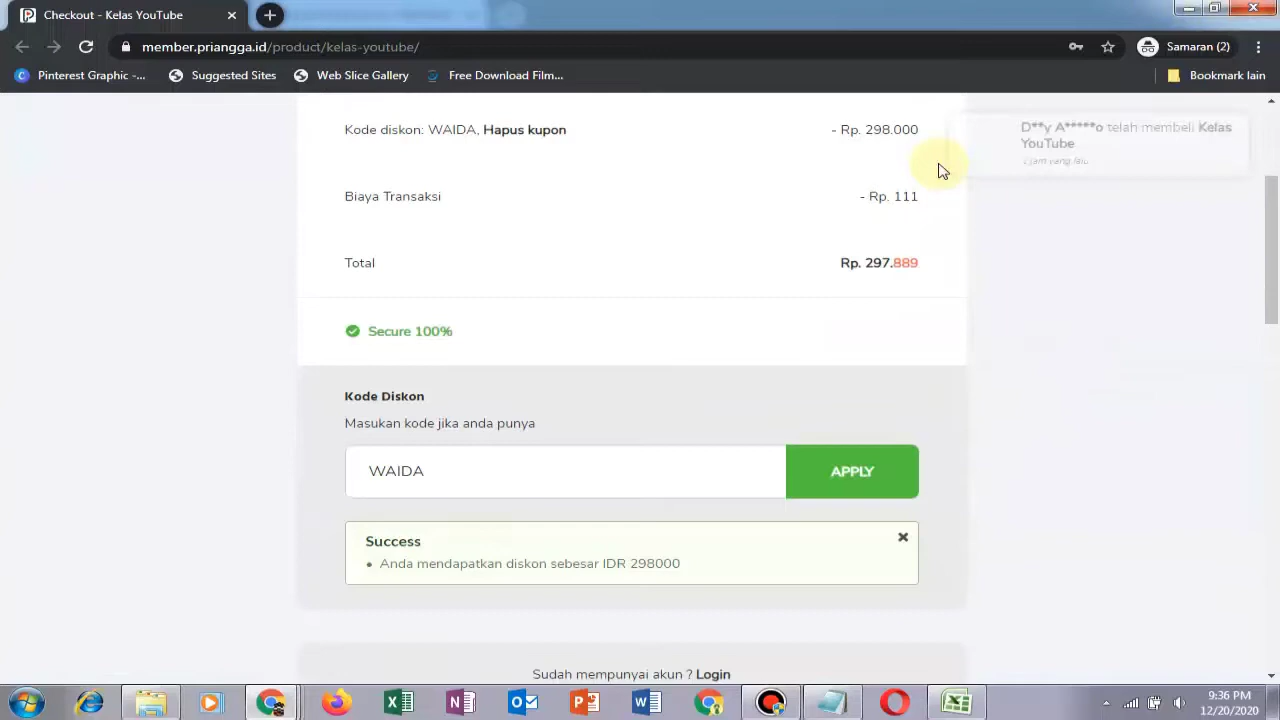 Checkout - Kelas YouTube
member.priangga.id/product/kelas-youtube/
Samaran (2)
Pinterest Graphic -...
Suggested Sites
Web Slice Gallery
Free Download Film...
Bookmark lain
Kode diskon: WAIDA, Hapus kupon - Rp. 298.000
D**y A*****o telah membeli Kelas
YouTube
jam yang lalu
Biaya Transaksi - Rp. 111
Total Rp. 297.889
Secure 100%
Kode Diskon
Masukan kode jika anda punya
WAIDA APPLY
Success
Anda mendapatkan diskon sebesar IDR 298000
Sudah mempunyai akun ? Login
9:36 PM
12/20/2020